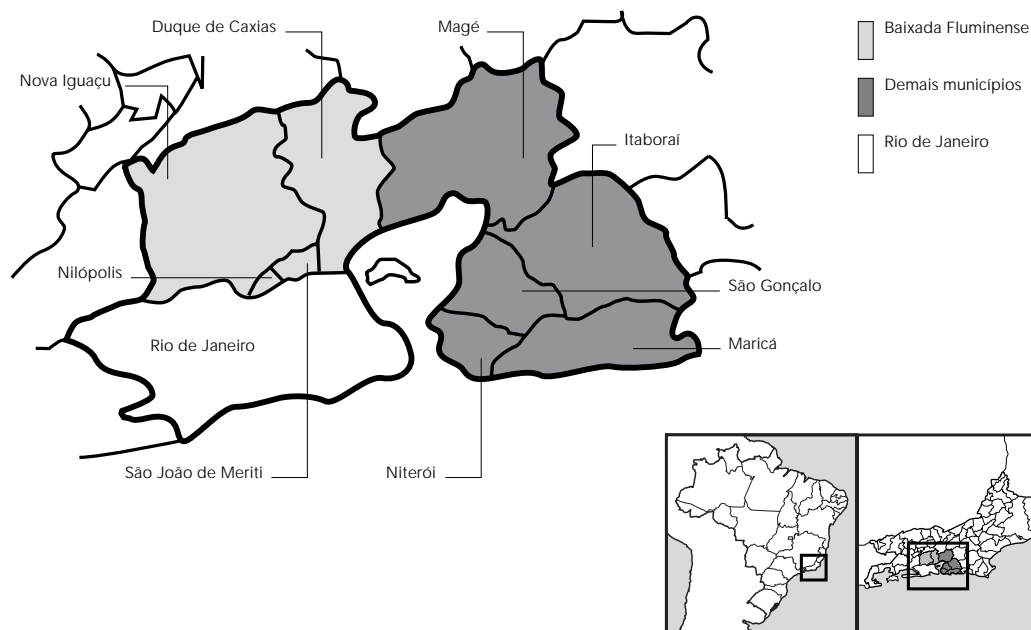 Duque de Caxias
Magé
Baixada Fluminense
Nova Iguaçu
Demais municípios
Itaboraí
Rio de Janeiro
Nilópolis
São Gonçalo
Rio de Janeiro
Maricá
São João de Meriti
Niterói